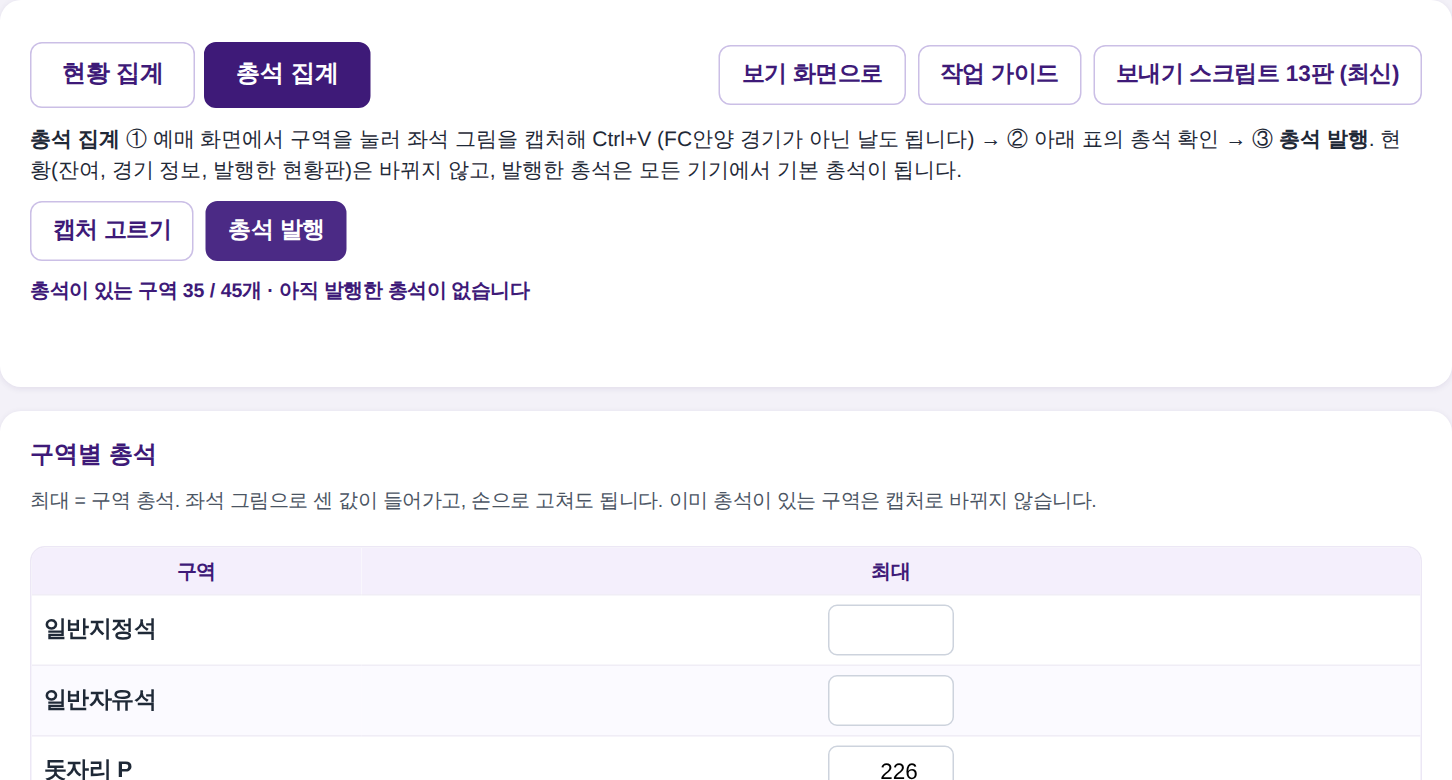 현황 집계
총석 집계
보기 화면으로
작업 가이드
보내기 스크립트 13판 (최신)
총석 집계 ① 예매 화면에서 구역을 눌러 좌석 그림을 캡처해 Ctrl+V (FC안양 경기가 아닌 날도 됩니다) → ② 아래 표의 총석 확인 → ③ 총석 발행. 현
황(잔여, 경기 정보, 발행한 현황판)은 바뀌지 않고, 발행한 총석은 모든 기기에서 기본 총석이 됩니다.
캡처 고르기
총석 발행
총석이 있는 구역 35 / 45개 · 아직 발행한 총석이 없습니다
구역별 총석
최대 = 구역 총석. 좌석 그림으로 센 값이 들어가고, 손으로 고쳐도 됩니다. 이미 총석이 있는 구역은 캡처로 바뀌지 않습니다.
구역
최대
일반지정석
일반자유석
돗자리 P
226